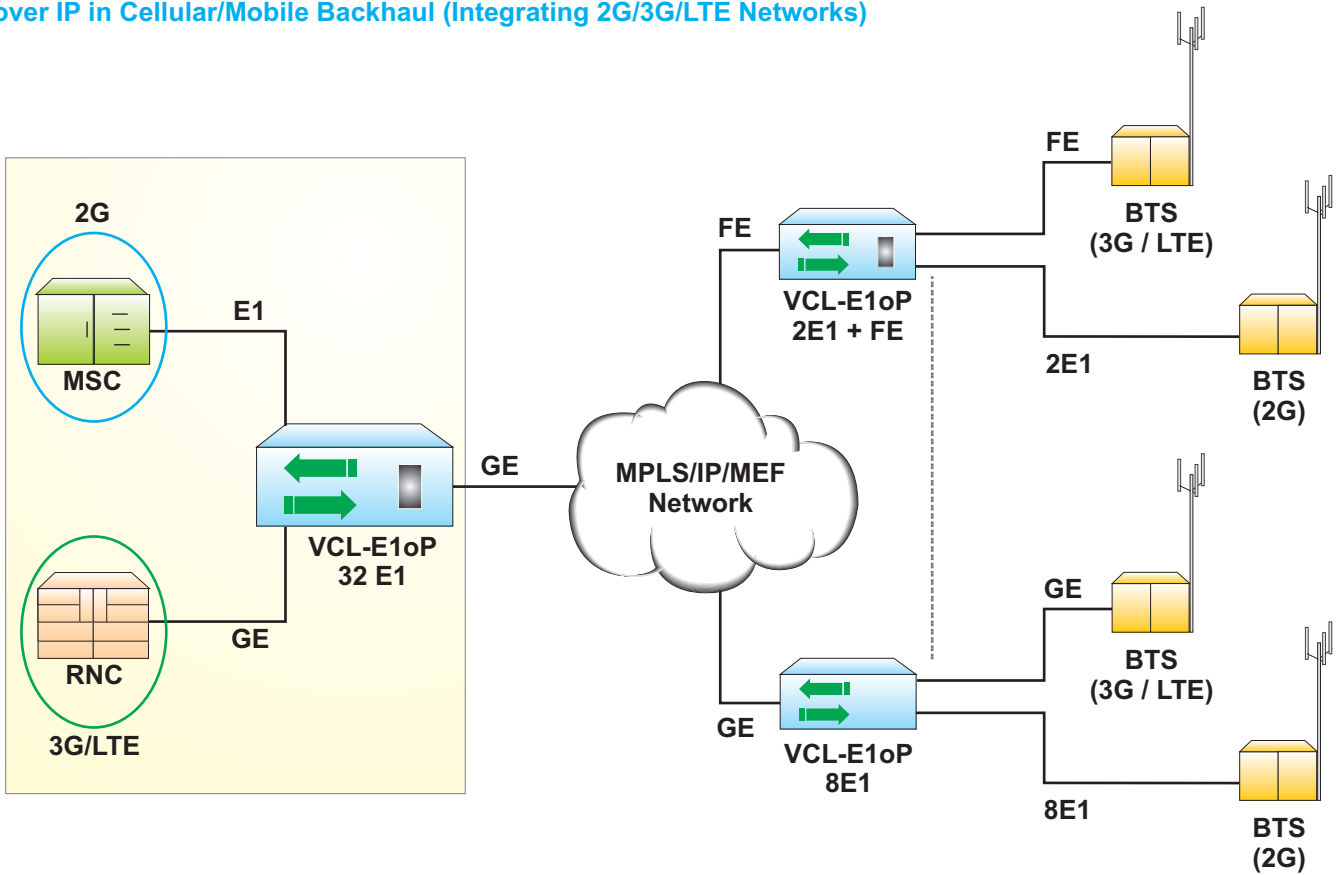 over IP in Cellular/Mobile Backhaul (Integrating 2G/3G/LTE Networks)
2G
MSC
E1
VCL-E1oP
32 E1
RNC
GE
3G/LTE
GE
MPLS/IP/MEF
Network
FE
VCL-E1oP
2E1 + FE
FE
BTS
(3G / LTE)
2E1
BTS
(2G)
GE
VCL-E1oP
8E1
GE
BTS
(3G / LTE)
8E1
BTS
(2G)